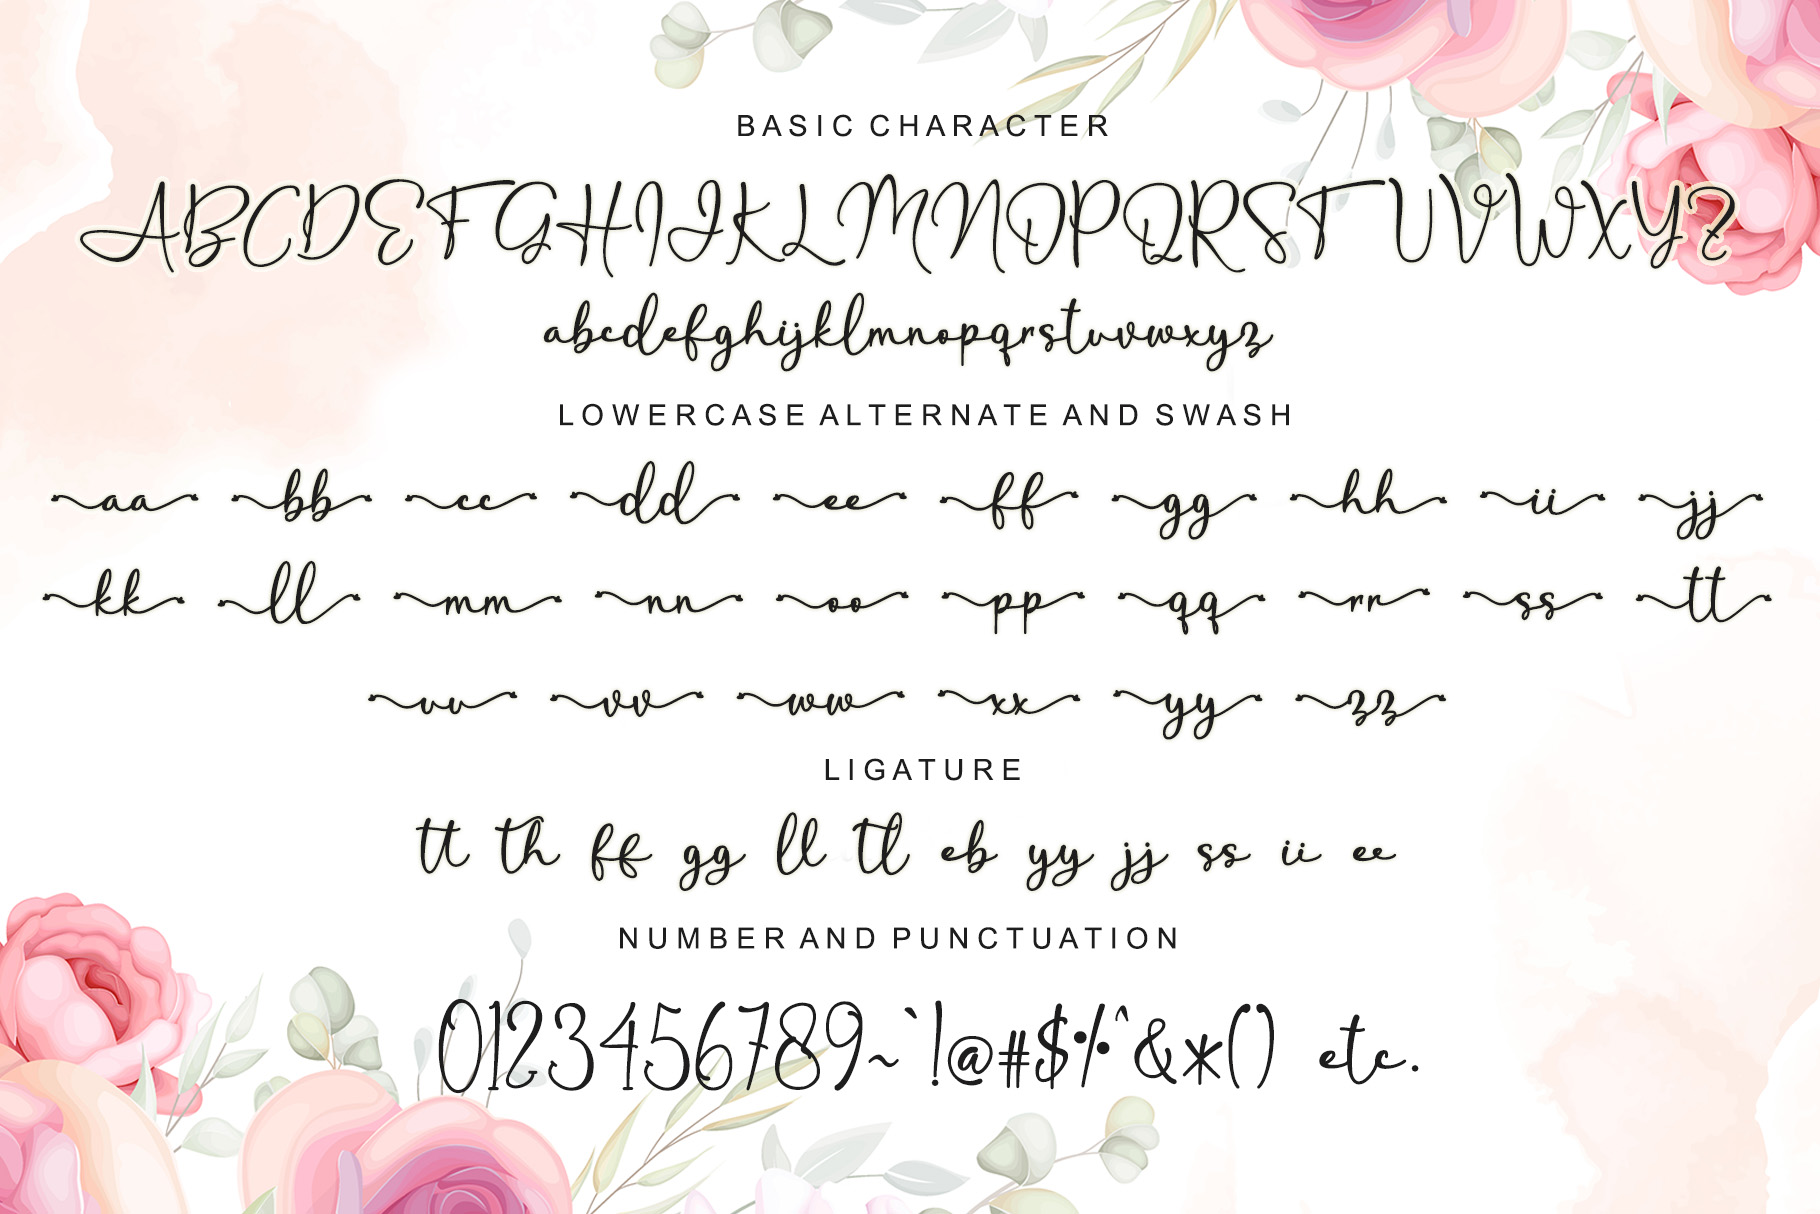 BASIC CHARACTER
ABCDEFGHIJKLMNOPQRSTUVWXYZ
abcdefghijklmnopqrstuvwxyz
LOWERCASE ALTERNATE AND SWASH
aa bb cc dd ee ff gg hh ii jj
kk ll mm nn oo pp qq rr ss tt
uu vv ww xx yy zz
LIGATURE
tt th ff gg ll tl eb yy jj ss ii ee
NUMBER AND PUNCTUATION
0123456789~`!@#$%^&*() etc.